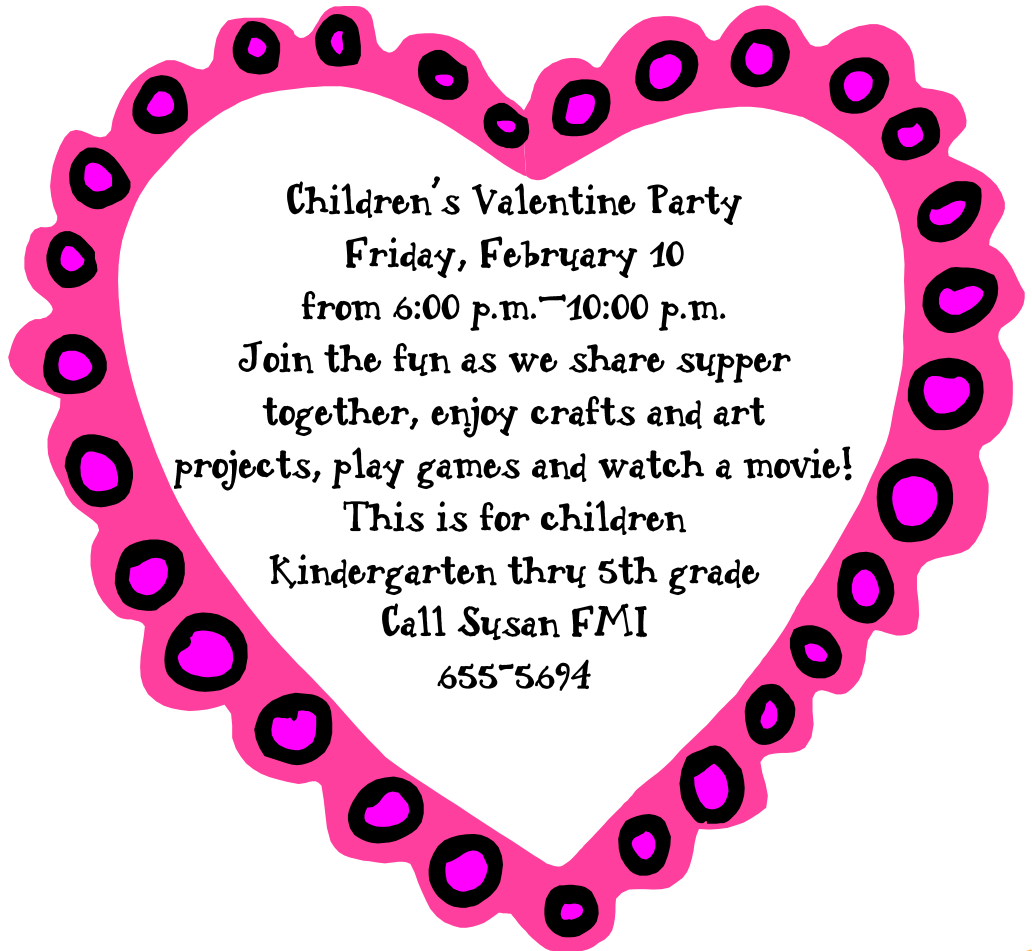 Children's Valentine Party
Friday, February 10
from 6:00 p.m.–10:00 p.m.
Join the fun as we share supper
together, enjoy crafts and art
projects, play games and watch a movie!
This is for children
Kindergarten thru 5th grade
Call Susan FMI
655-5694